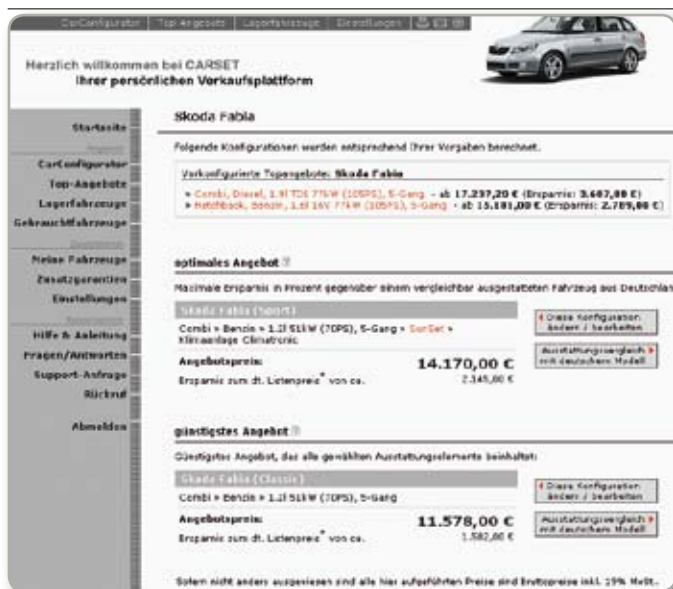 CarConfigurator | Top Angebote | Lagerfahrzeuge | Einstellungen
Herzlich willkommen bei CARSET
Ihrer persönlichen Verkaufsplattform
Startseite
CarConfigurator
Top-Angebote
Lagerfahrzeuge
Gebrauchtfahrzeuge
Meine Fahrzeuge
Zusatzgarantien
Einstellungen
Hilfe & Anleitung
Fragen/Antworten
Support-Anfrage
Rückruf
Abmelden
Skoda Fabia
Folgende Konfigurationen wurden entsprechend Ihrer Vorgaben berechnet.
Vorkonfigurierte Topangebote: Skoda Fabia
» Combi, Diesel, 1.9l TDI 77kW (105PS), 5-Gang - ab 17.237,20 € (Ersparnis: 3.687,80 €)
» Hatchback, Benzin, 1.6l 16V 77kW (105PS), 5-Gang - ab 15.181,00 € (Ersparnis: 2.789,00 €)
optimales Angebot
Maximale Ersparnis in Prozent gegenüber einem vergleichbar ausgestatteten Fahrzeug aus Deutschland
Skoda Fabia (Sport)
Combi » Benzin » 1.2l 51kW (70PS), 5-Gang » SunSet »
Klimaanlage Climatronic
Angebotspreis: 14.170,00 €
Ersparnis zum dt. Listenpreis* von ca. 2.145,00 €
Diese Konfiguration
ändern / bearbeiten
Ausstattungsvergleich
mit deutschem Modell
günstigstes Angebot
Günstigstes Angebot, das alle gewählten Ausstattungselemente beinhaltet:
Skoda Fabia (Classic)
Combi » Benzin » 1.2l 51kW (70PS), 5-Gang
Angebotspreis: 11.578,00 €
Ersparnis zum dt. Listenpreis* von ca. 1.582,00 €
Diese Konfiguration
ändern / bearbeiten
Ausstattungsvergleich
mit deutschem Modell
Sofern nicht anders ausgewiesen sind alle hier aufgeführten Preise sind Bruttopreise inkl. 19% MwSt..